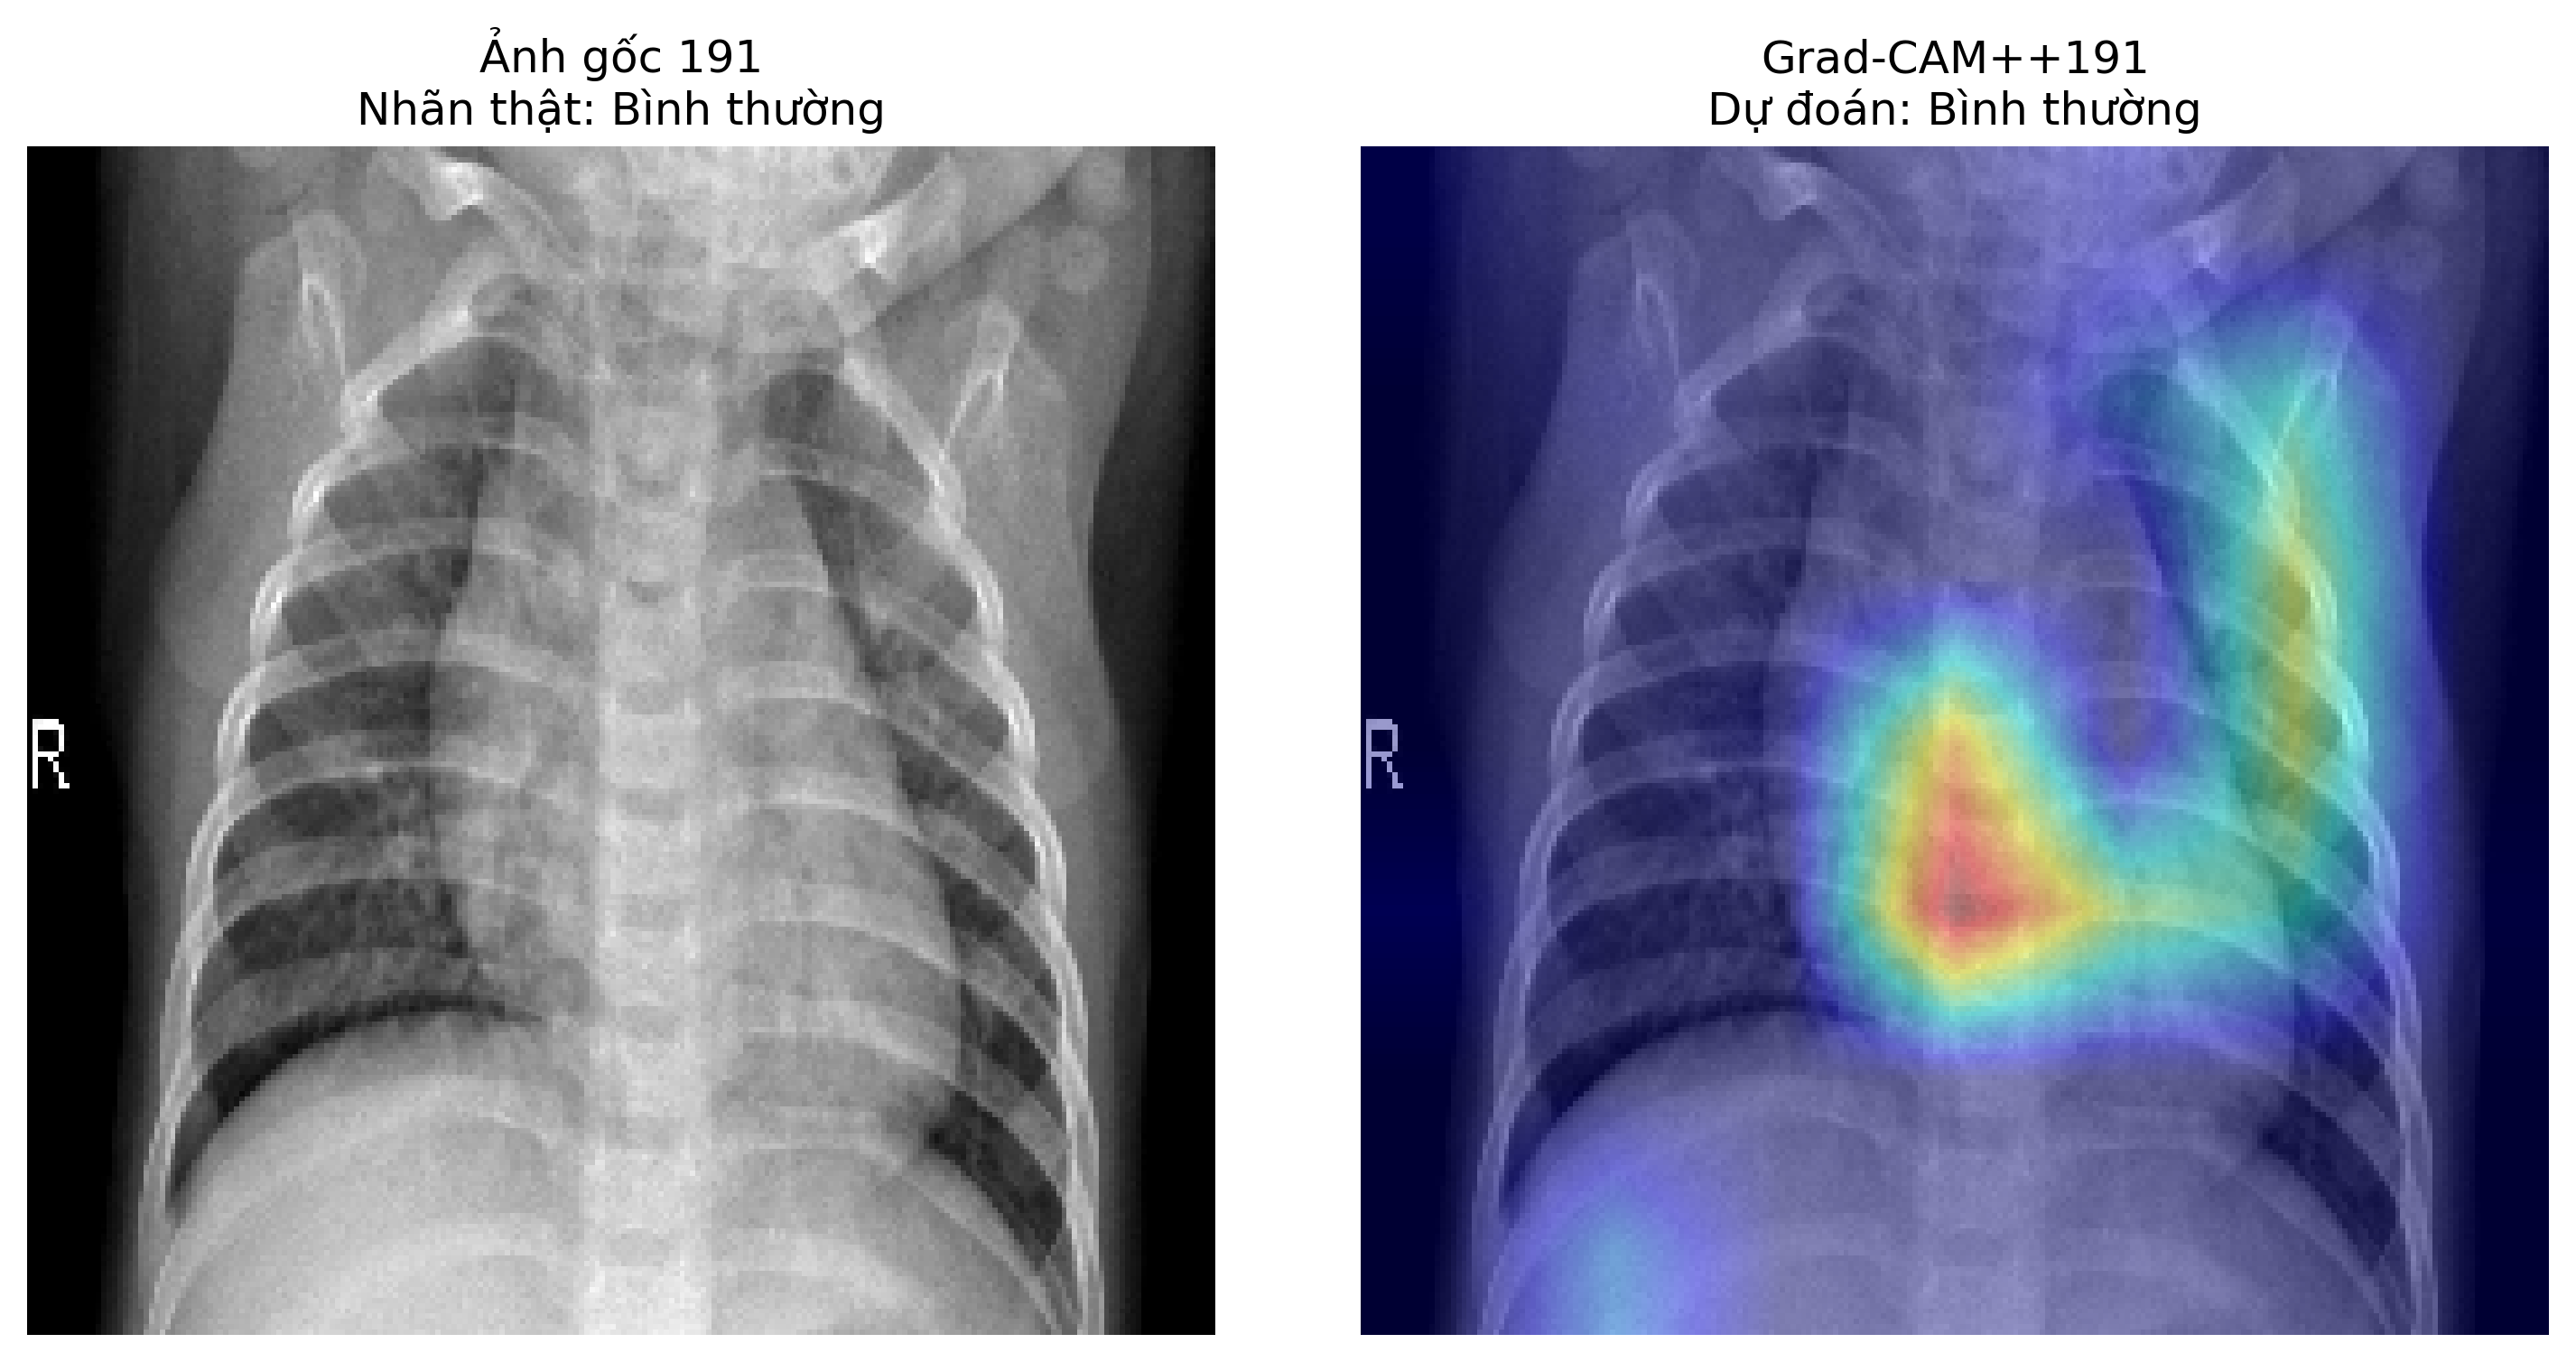 Ảnh gốc 191
Nhãn thật: Bình thường
Grad-CAM++191
Dự đoán: Bình thường
R
R